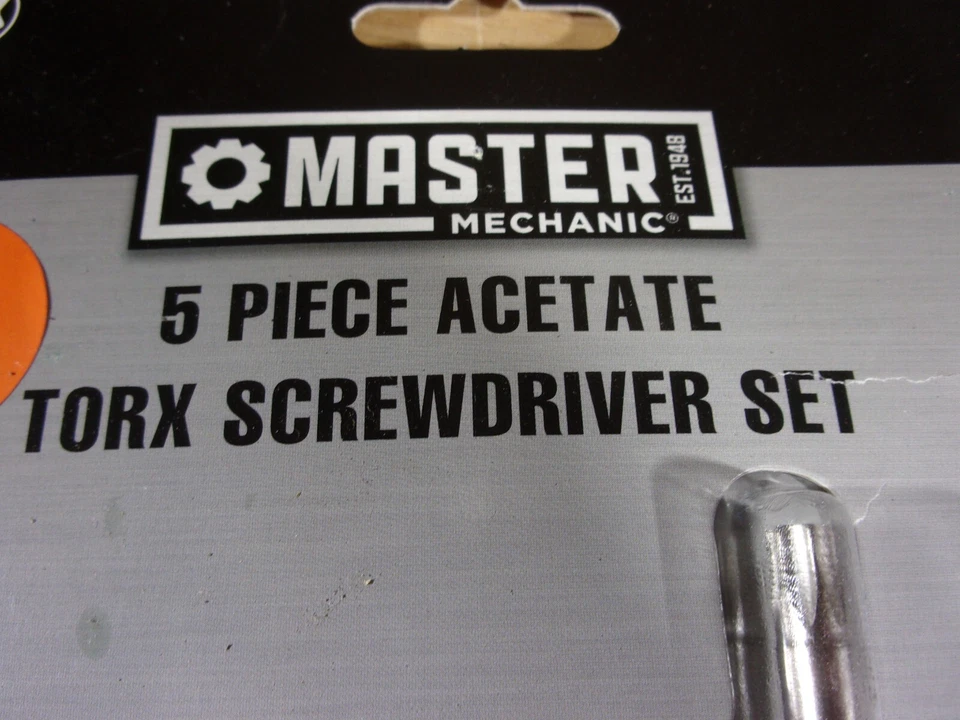 MASTER
EST.1948
MECHANIC®
5 PIECE ACETATE
TORX SCREWDRIVER SET